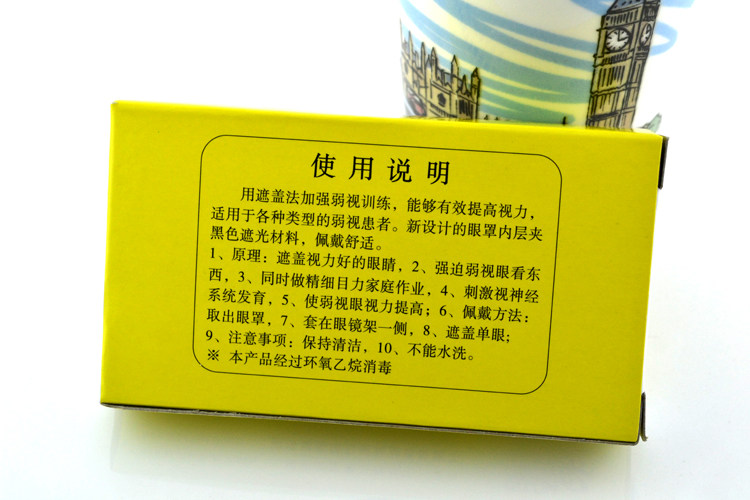 使用说明
用遮盖法加强弱视训练，能够有效提高视力，
适用于各种类型的弱视患者。新设计的眼罩内层夹
黑色遮光材料，佩戴舒适。
1、原理：遮盖视力好的眼睛，2、强迫弱视眼看东
西，3、同时做精细目力家庭作业，4、刺激视神经
系统发育，5、使弱视眼视力提高；6、佩戴方法：
取出眼罩，7、套在眼镜架一侧，8、遮盖单眼；
9、注意事项：保持清洁，10、不能水洗。
※ 本产品经过环氧乙烷消毒